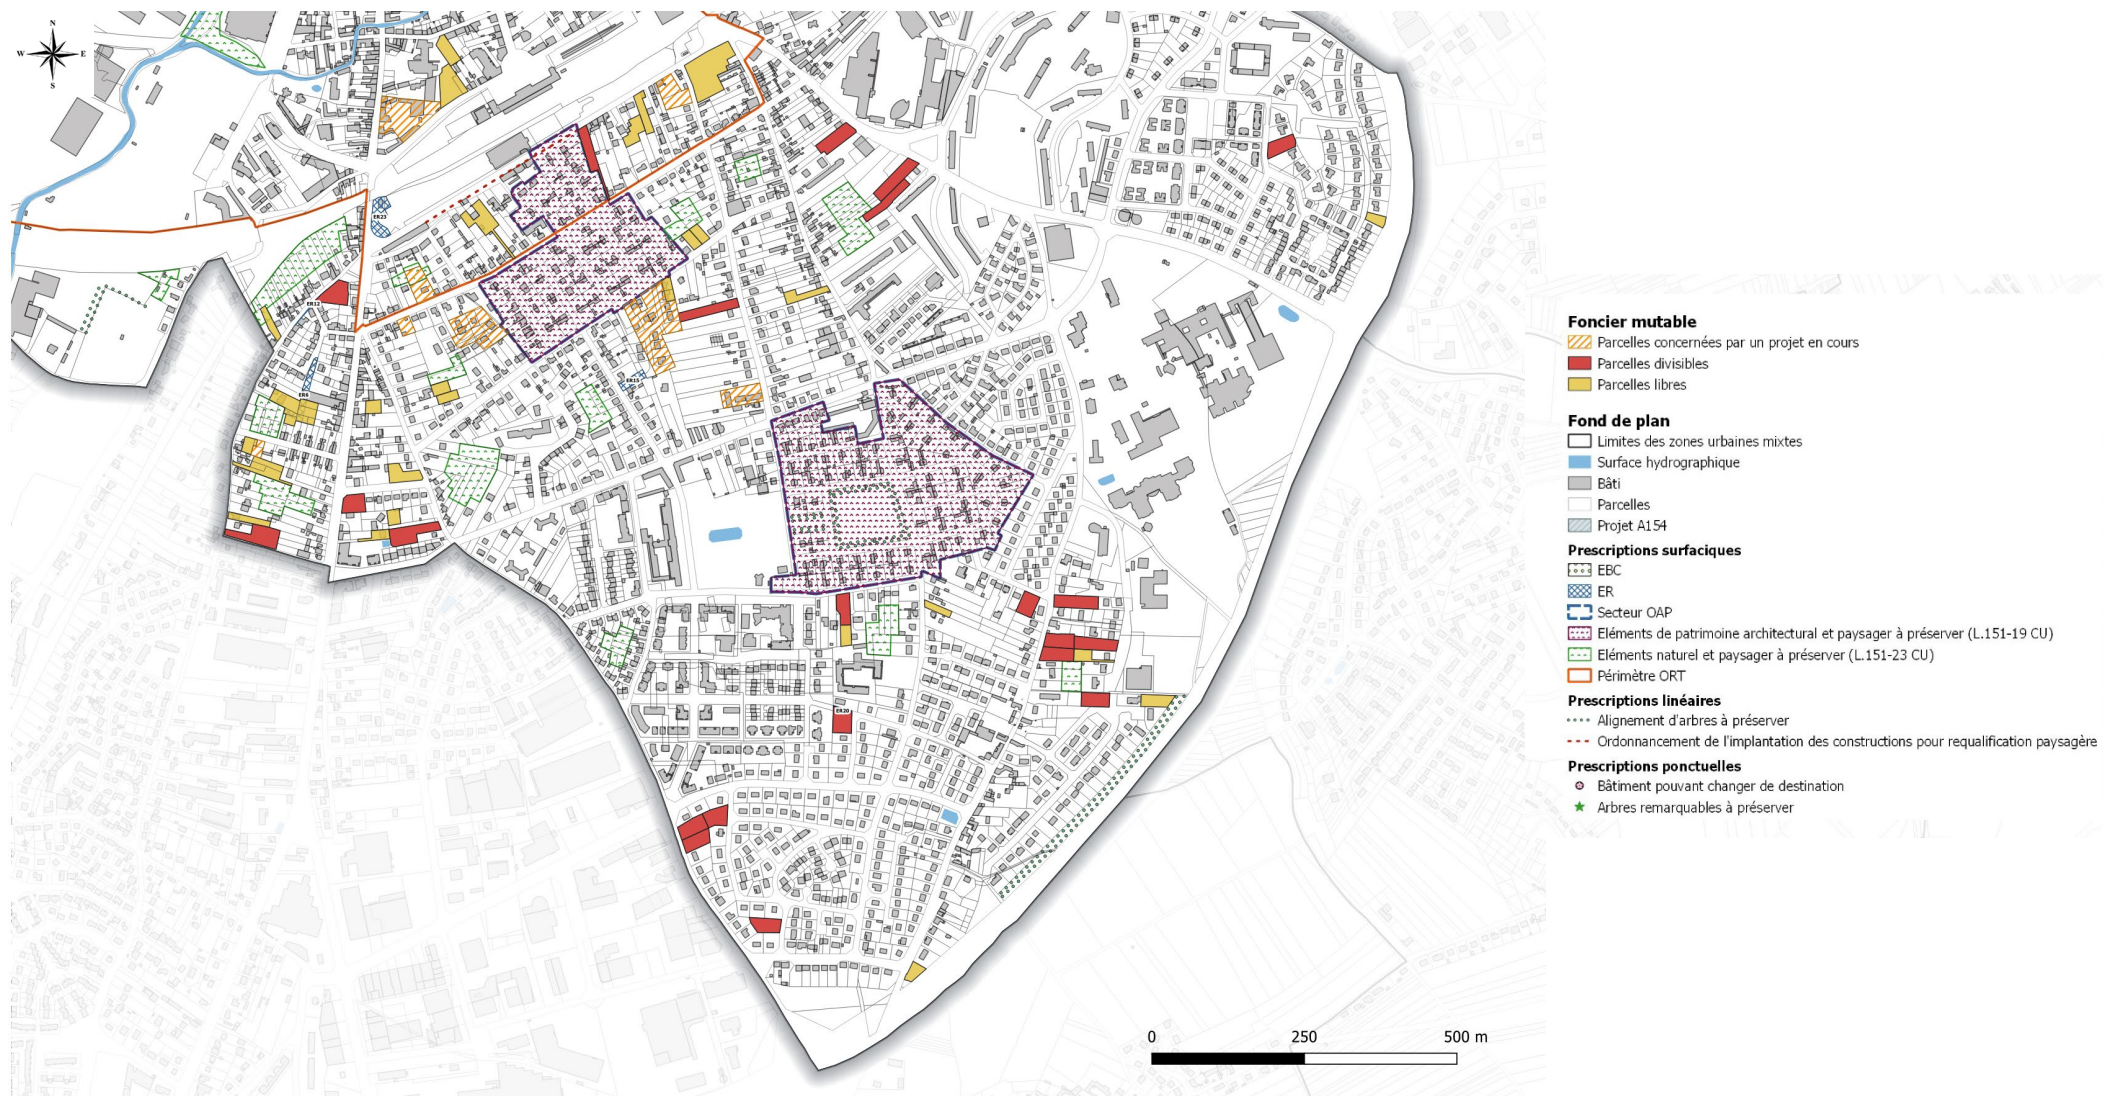 N
W E
S
ER23
ER12
ER15
ER6
ER20
0 250 500 m
Foncier mutable
Parcelles concernées par un projet en cours
Parcelles divisibles
Parcelles libres
Fond de plan
Limites des zones urbaines mixtes
Surface hydrographique
Bâti
Parcelles
Projet A154
Prescriptions surfaciques
EBC
ER
Secteur OAP
Eléments de patrimoine architectural et paysager à préserver (L.151-19 CU)
Eléments naturel et paysager à préserver (L.151-23 CU)
Périmètre ORT
Prescriptions linéaires
Alignement d'arbres à préserver
Ordonnancement de l'implantation des constructions pour requalification paysagère
Prescriptions ponctuelles
Bâtiment pouvant changer de destination
Arbres remarquables à préserver